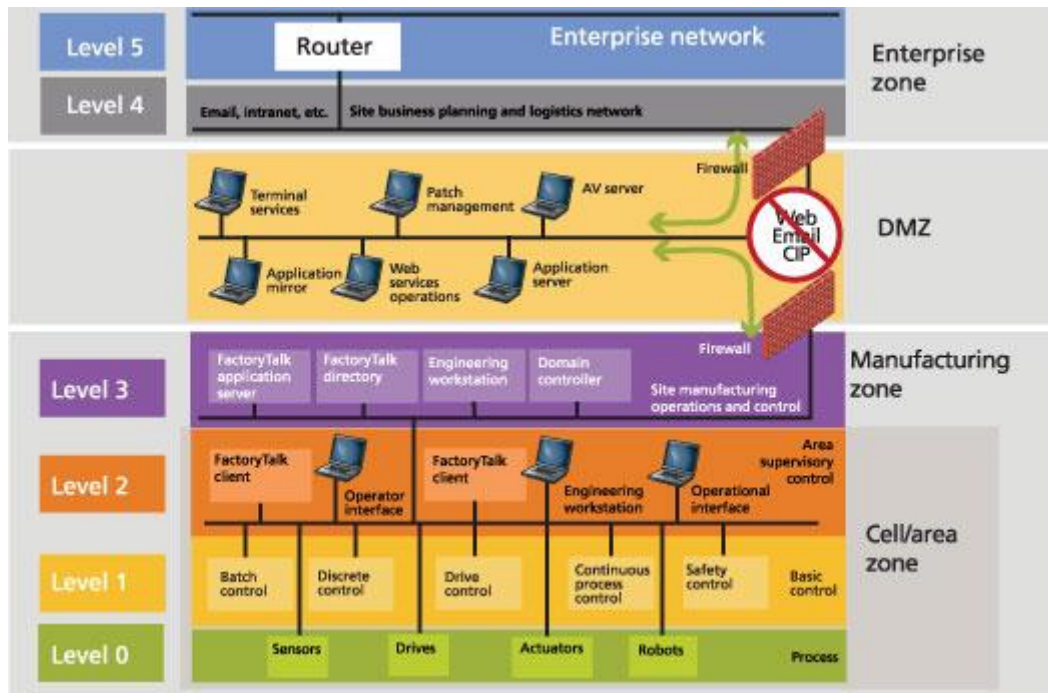 Level 5
Router
Enterprise network
Enterprise
zone
Level 4
Email, intranet, etc.
Site business planning and logistics network
Terminal
services
Patch
management
AV server
Firewall
Web
Email
CIP
DMZ
Application
mirror
Web
services
operations
Application
server
Level 3
FactoryTalk
application
server
FactoryTalk
directory
Engineering
workstation
Domain
controller
Firewall
Site manufacturing
operations and control
Manufacturing
zone
Level 2
FactoryTalk
client
Operator
interface
FactoryTalk
client
Engineering
workstation
Operational
interface
Area
supervisory
control
Cell/area
zone
Level 1
Batch
control
Discrete
control
Drive
control
Continuous
process
control
Safety
control
Basic
control
Level 0
Sensors
Drives
Actuators
Robots
Process